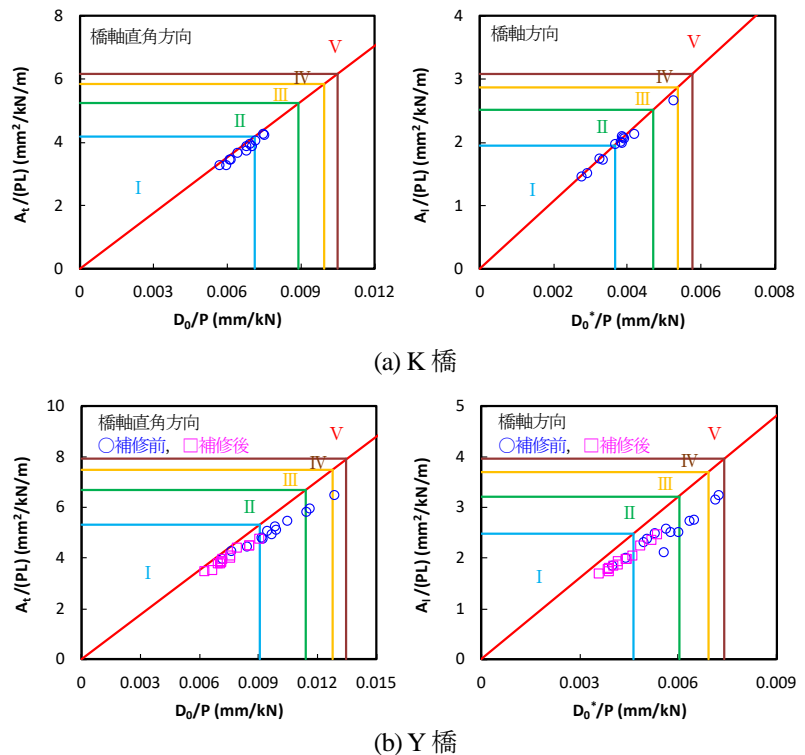 橋軸直角方向
V
IV
III
II
I
A_t/(PL) (mm²/kN/m)
8
6
4
2
0
0
0.003
0.006
0.009
0.012
D₀/P (mm/kN)
橋軸方向
V
IV
III
II
I
A_l/(PL) (mm²/kN/m)
4
3
2
1
0
0
0.002
0.004
0.006
0.008
D₀*/P (mm/kN)
(a) K 橋
橋軸直角方向
○補修前, □補修後
V
IV
III
II
I
A_t/(PL) (mm²/kN/m)
10
8
6
4
2
0
0
0.003
0.006
0.009
0.012
0.015
D₀/P (mm/kN)
橋軸方向
○補修前, □補修後
V
IV
III
II
I
A_l/(PL) (mm²/kN/m)
5
4
3
2
1
0
0
0.003
0.006
0.009
D₀*/P (mm/kN)
(b) Y 橋